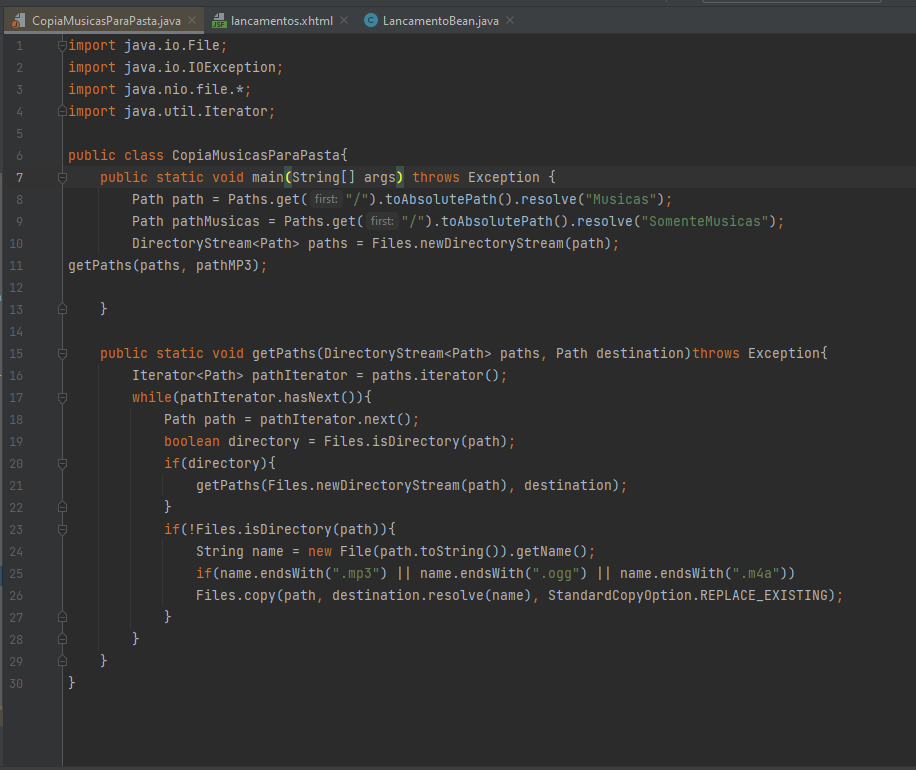 CopiaMusicasParaPasta.java lancamentos.xhtml LancamentoBean.java
1 import java.io.File;
2 import java.io.IOException;
3 import java.nio.file.*;
4 import java.util.Iterator;
5
6 public class CopiaMusicasParaPasta{
7 public static void main(String[] args) throws Exception {
8 Path path = Paths.get( first: "/").toAbsolutePath().resolve("Musicas");
9 Path pathMusicas = Paths.get( first: "/").toAbsolutePath().resolve("SomenteMusicas");
10 DirectoryStream<Path> paths = Files.newDirectoryStream(path);
11 getPaths(paths, pathMP3);
12
13 }
14
15 public static void getPaths(DirectoryStream<Path> paths, Path destination)throws Exception{
16 Iterator<Path> pathIterator = paths.iterator();
17 while(pathIterator.hasNext()){
18 Path path = pathIterator.next();
19 boolean directory = Files.isDirectory(path);
20 if(directory){
21 getPaths(Files.newDirectoryStream(path), destination);
22 }
23 if(!Files.isDirectory(path)){
24 String name = new File(path.toString()).getName();
25 if(name.endsWith(".mp3") || name.endsWith(".ogg") || name.endsWith(".m4a"))
26 Files.copy(path, destination.resolve(name), StandardCopyOption.REPLACE_EXISTING);
27 }
28 }
29 }
30 }